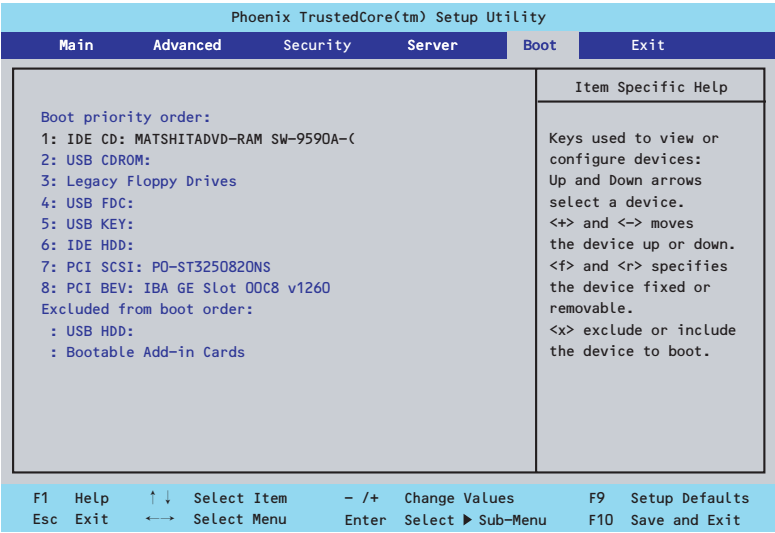 Phoenix TrustedCore(tm) Setup Utility
Main Advanced Security Server Boot Exit
Boot priority order:
1: IDE CD: MATSHITADVD-RAM SW-9590A-(
2: USB CDROM:
3: Legacy Floppy Drives
4: USB FDC:
5: USB KEY:
6: IDE HDD:
7: PCI SCSI: P0-ST3250820NS
8: PCI BEV: IBA GE Slot 00C8 v1260
Excluded from boot order:
: USB HDD:
: Bootable Add-in Cards
Item Specific Help
Keys used to view or
configure devices:
Up and Down arrows
select a device.
<+> and <-> moves
the device up or down.
<f> and <r> specifies
the device fixed or
removable.
<x> exclude or include
the device to boot.
F1 Help ↑↓ Select Item - /+ Change Values F9 Setup Defaults
Esc Exit ←→ Select Menu Enter Select ▶ Sub-Menu F10 Save and Exit